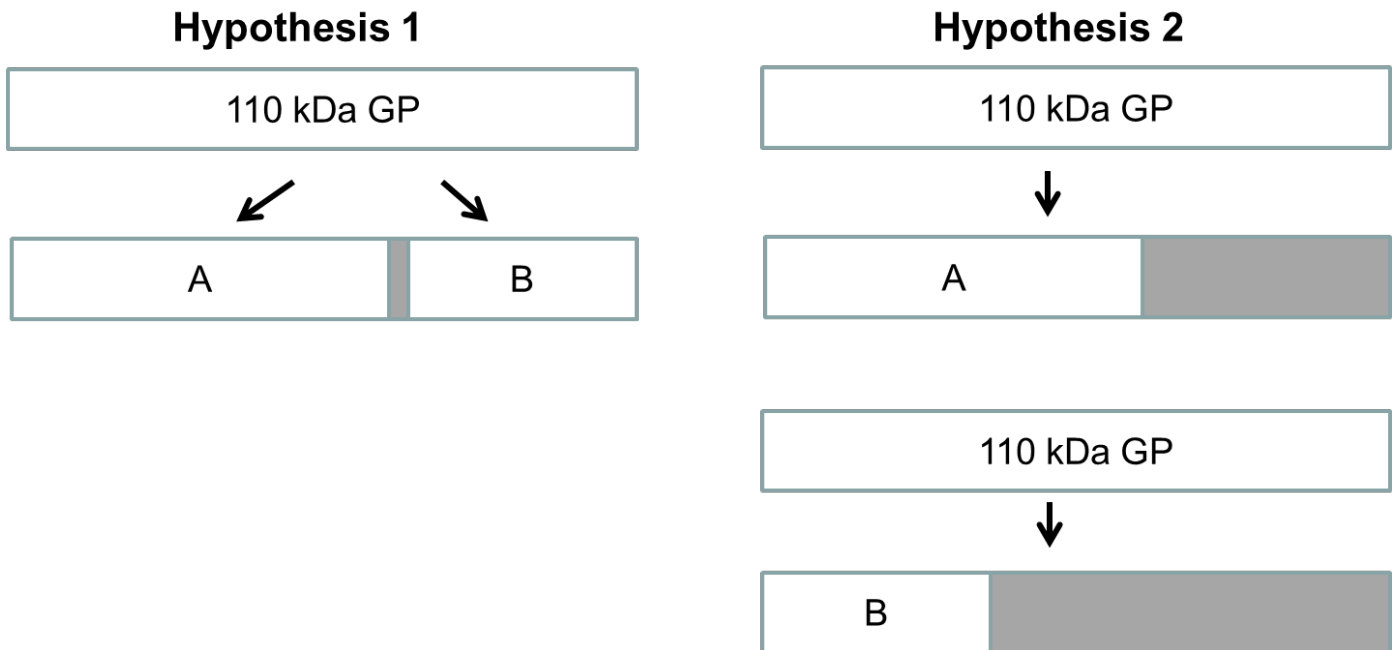 Hypothesis 1
110 kDa GP
A
B
Hypothesis 2
110 kDa GP
A
110 kDa GP
B